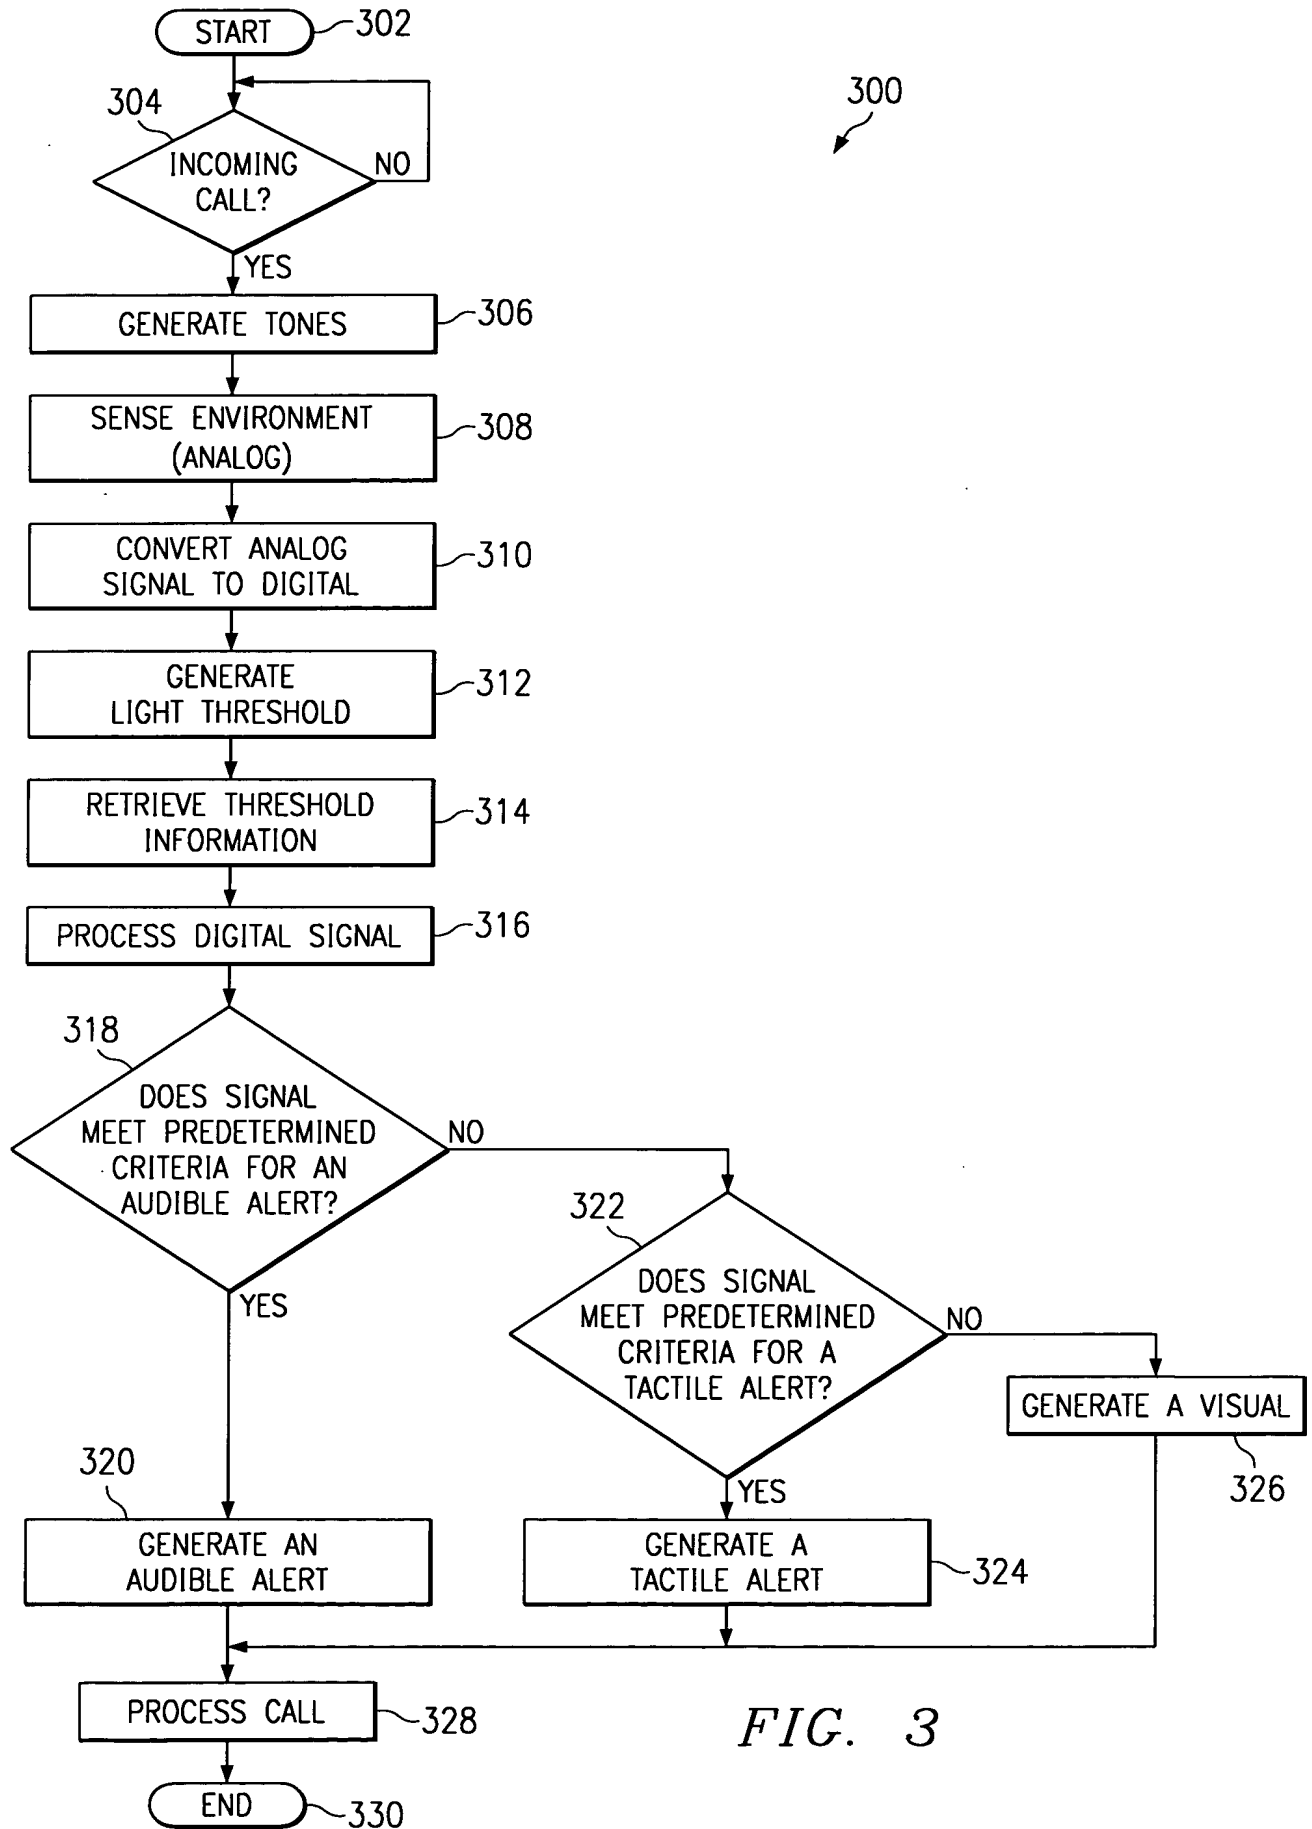 START
302
300
304
INCOMING
CALL?
NO
YES
GENERATE TONES
306
SENSE ENVIRONMENT
(ANALOG)
308
CONVERT ANALOG
SIGNAL TO DIGITAL
310
GENERATE
LIGHT THRESHOLD
312
RETRIEVE THRESHOLD
INFORMATION
314
PROCESS DIGITAL SIGNAL
316
318
DOES SIGNAL
MEET PREDETERMINED
CRITERIA FOR AN
AUDIBLE ALERT?
NO
YES
322
DOES SIGNAL
MEET PREDETERMINED
CRITERIA FOR A
TACTILE ALERT?
NO
YES
GENERATE A VISUAL
326
320
GENERATE AN
AUDIBLE ALERT
GENERATE A
TACTILE ALERT
324
PROCESS CALL
328
FIG. 3
END
330